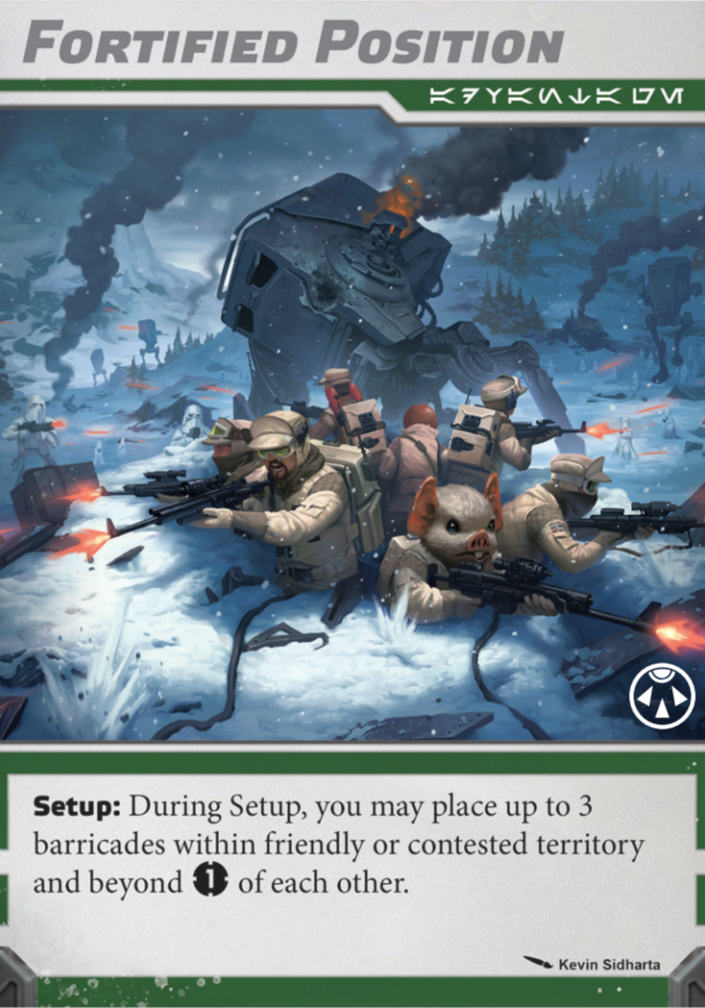 FORTIFIED POSITION
Setup: During Setup, you may place up to 3
barricades within friendly or contested territory
and beyond 1 of each other.
Kevin Sidharta